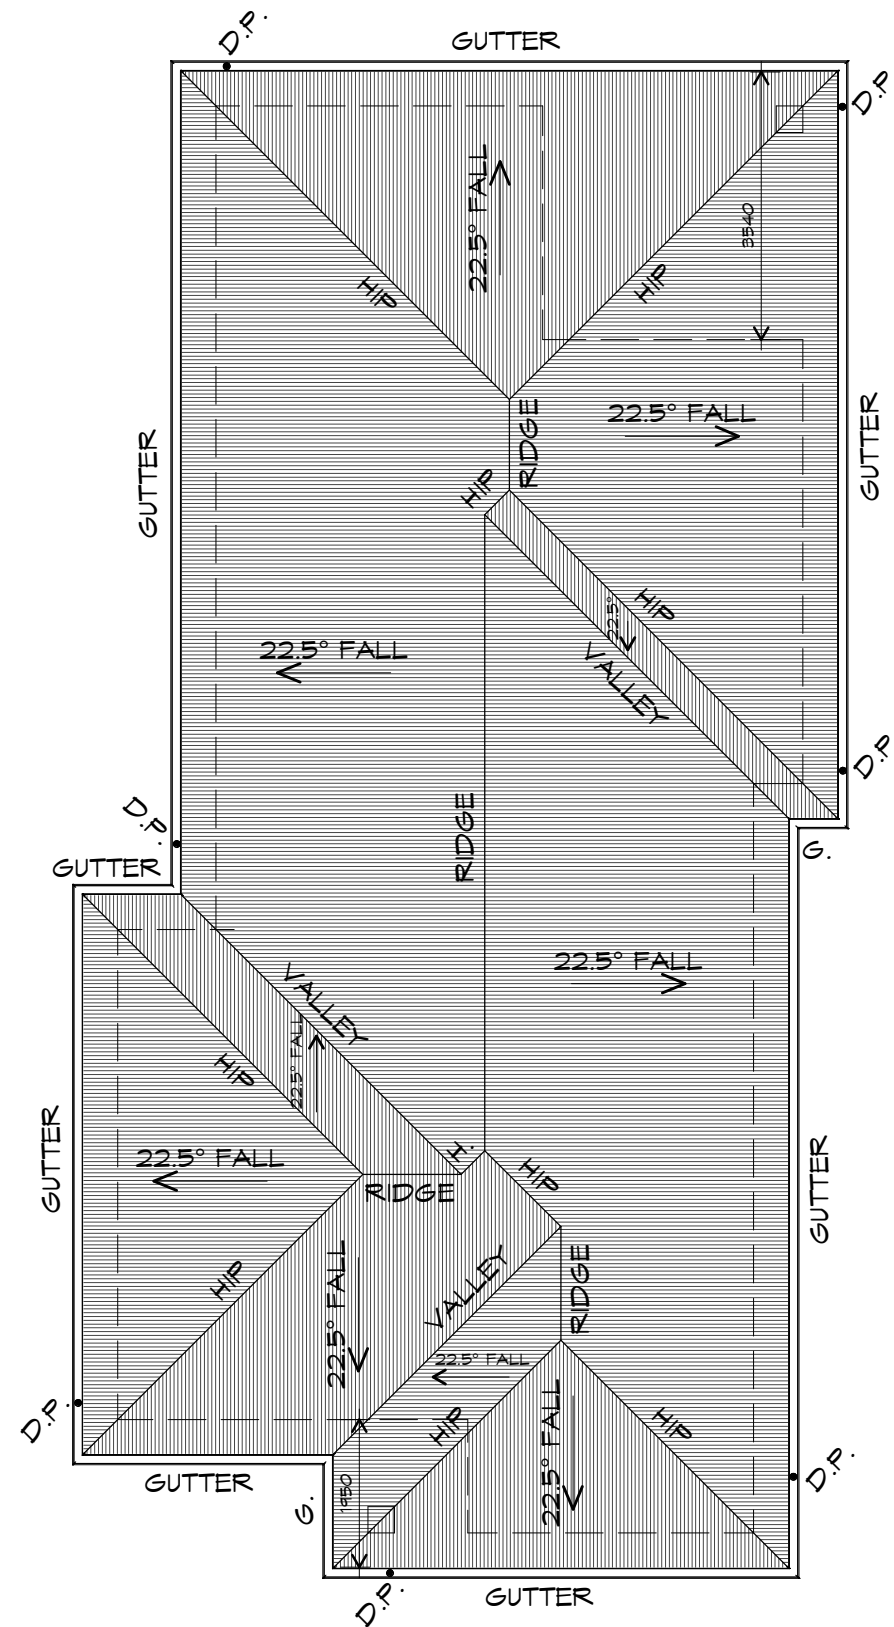 D.P.
GUTTER
D.P
22.5° FALL
3540
HIP
HIP
GUTTER
22.5° FALL
RIDGE
GUTTER
HIP
HIP
22.5°
VALLEY
22.5° FALL
D.P
D.P.
RIDGE
G.
GUTTER
22.5° FALL
VALLEY
22.5° FALL
HIP
GUTTER
22.5° FALL
H.
HIP
RIDGE
GUTTER
HIP
22.5° FALL
VALLEY
RIDGE
22.5° FALL
D.P.
HIP
22.5° FALL
HIP
GUTTER
1950
G.
D.P.
D.P.
GUTTER